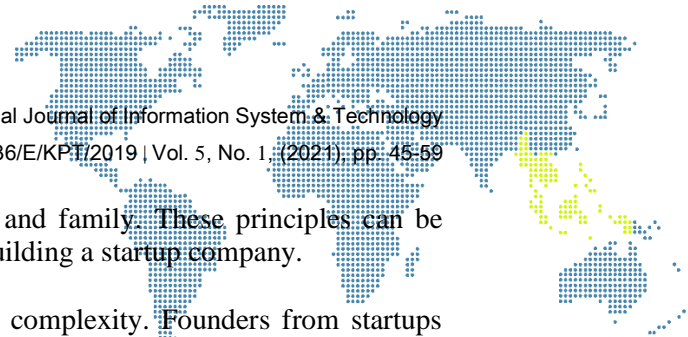 al Journal of Information System & Technology
36/E/KPT/2019 | Vol. 5, No. 1, (2021), pp. 45-59
and family. These principles can be
uilding a startup company.
complexity. Founders from startups